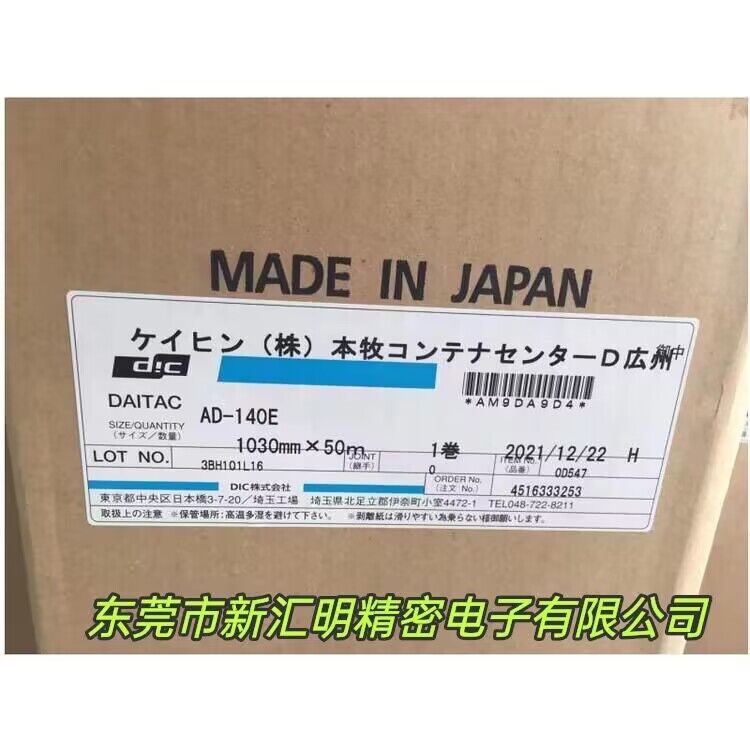 MADE IN JAPAN
ケイヒン（株）本牧コンテナセンターD広州 御中
dic
*AM9DA9D4*
DAITAC AD-140E
SIZE/QUANTITY
(サイズ/数量) 1030mm×50m 1巻 2021/12/22 H
LOT NO. 3BH101L16 JOINT (継手) 0 ITEM No. (品番) 0D547
ORDER No. (注文 No.) 4516333253
DIC株式会社
東京都中央区日本橋3-7-20／埼玉工場 埼玉県北足立郡伊奈町小室4472-1 TEL048-722-8211
取扱上の注意 ※保管場所:高温多湿を避けて下さい。 ※剥離紙は滑りやすい為乗らない様御願いします。
东莞市新汇明精密电子有限公司